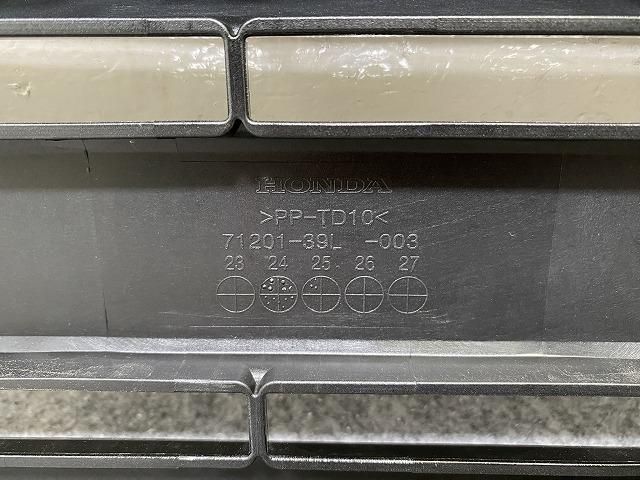 HONDA
>PP-TD10<
71201-39L -003
23 24 25 26 27